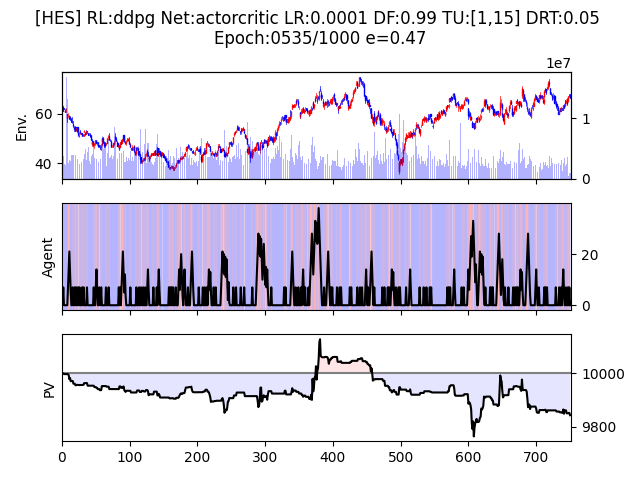 [HES] RL:ddpg Net:actorcritic LR:0.0001 DF:0.99 TU:[1,15] DRT:0.05
Epoch:0535/1000 e=0.47
1e7
Env.
60
40
1
0
Agent
20
0
PV
10000
9800
0 100 200 300 400 500 600 700